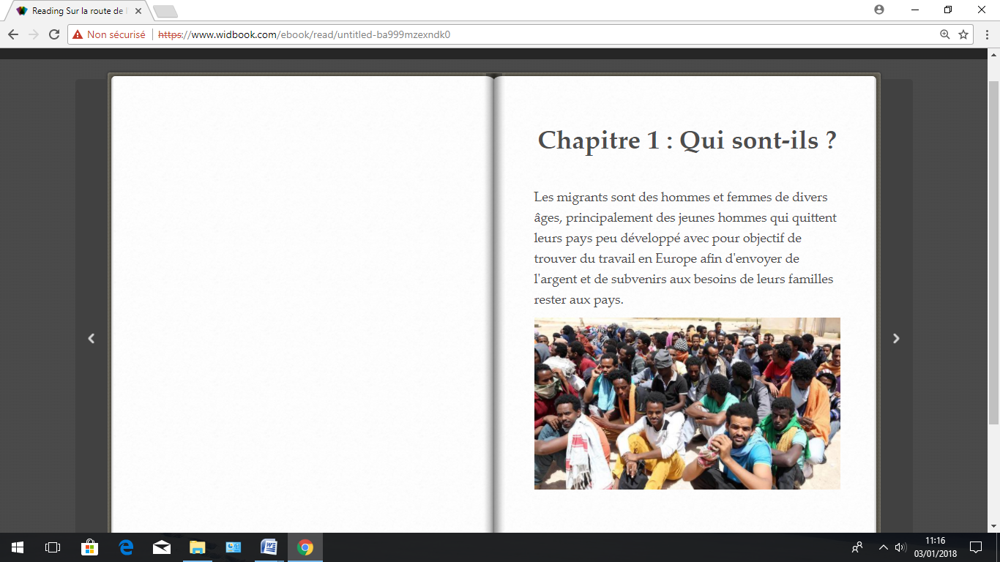 Reading Sur la route de
Non sécurisé
https://www.widbook.com/ebook/read/untitled-ba999mzexndk0
Chapitre 1 : Qui sont-ils ?
Les migrants sont des hommes et femmes de divers
âges, principalement des jeunes hommes qui quittent
leurs pays peu développé avec pour objectif de
trouver du travail en Europe afin d'envoyer de
l'argent et de subvenirs aux besoins de leurs familles
rester aux pays.
11:16
03/01/2018